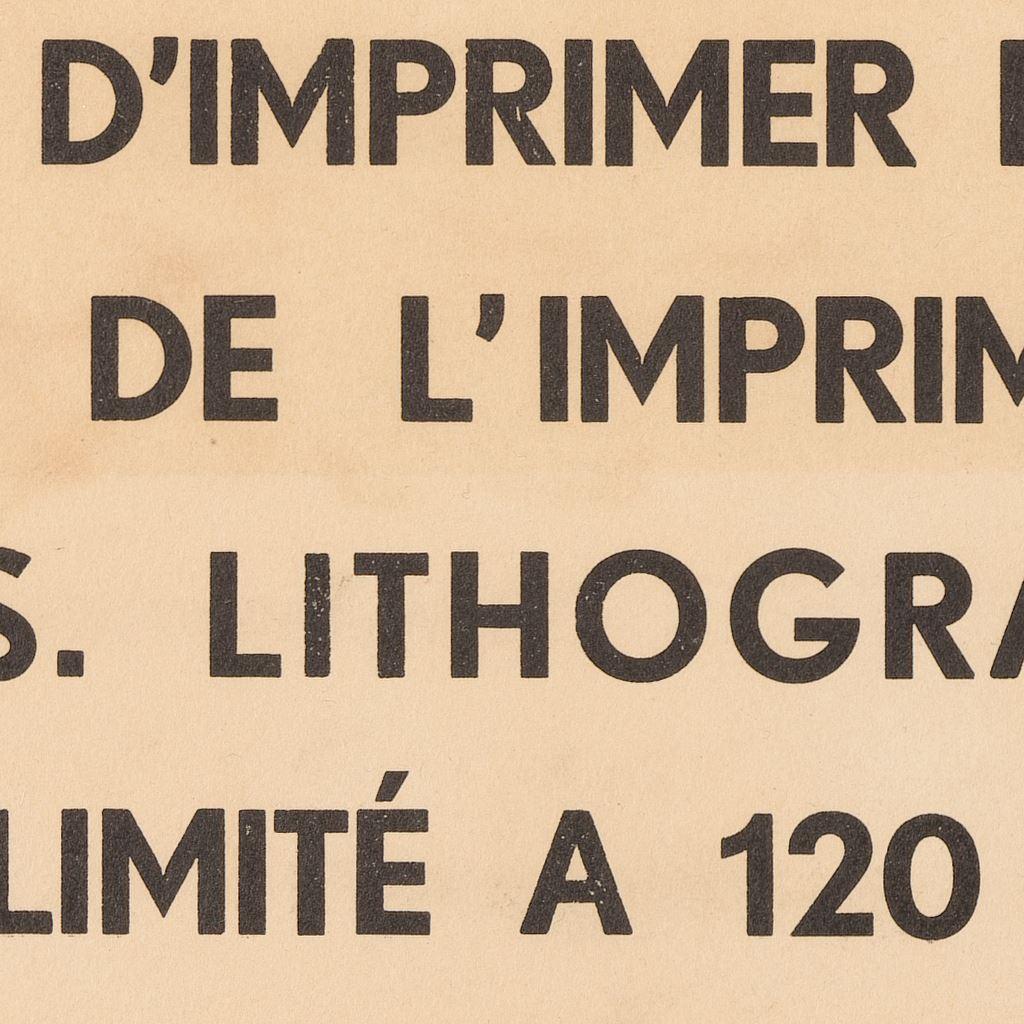 D'IMPRIMER
DE L'IMPRIM
S. LITHOGRA
LIMITÉ A 120